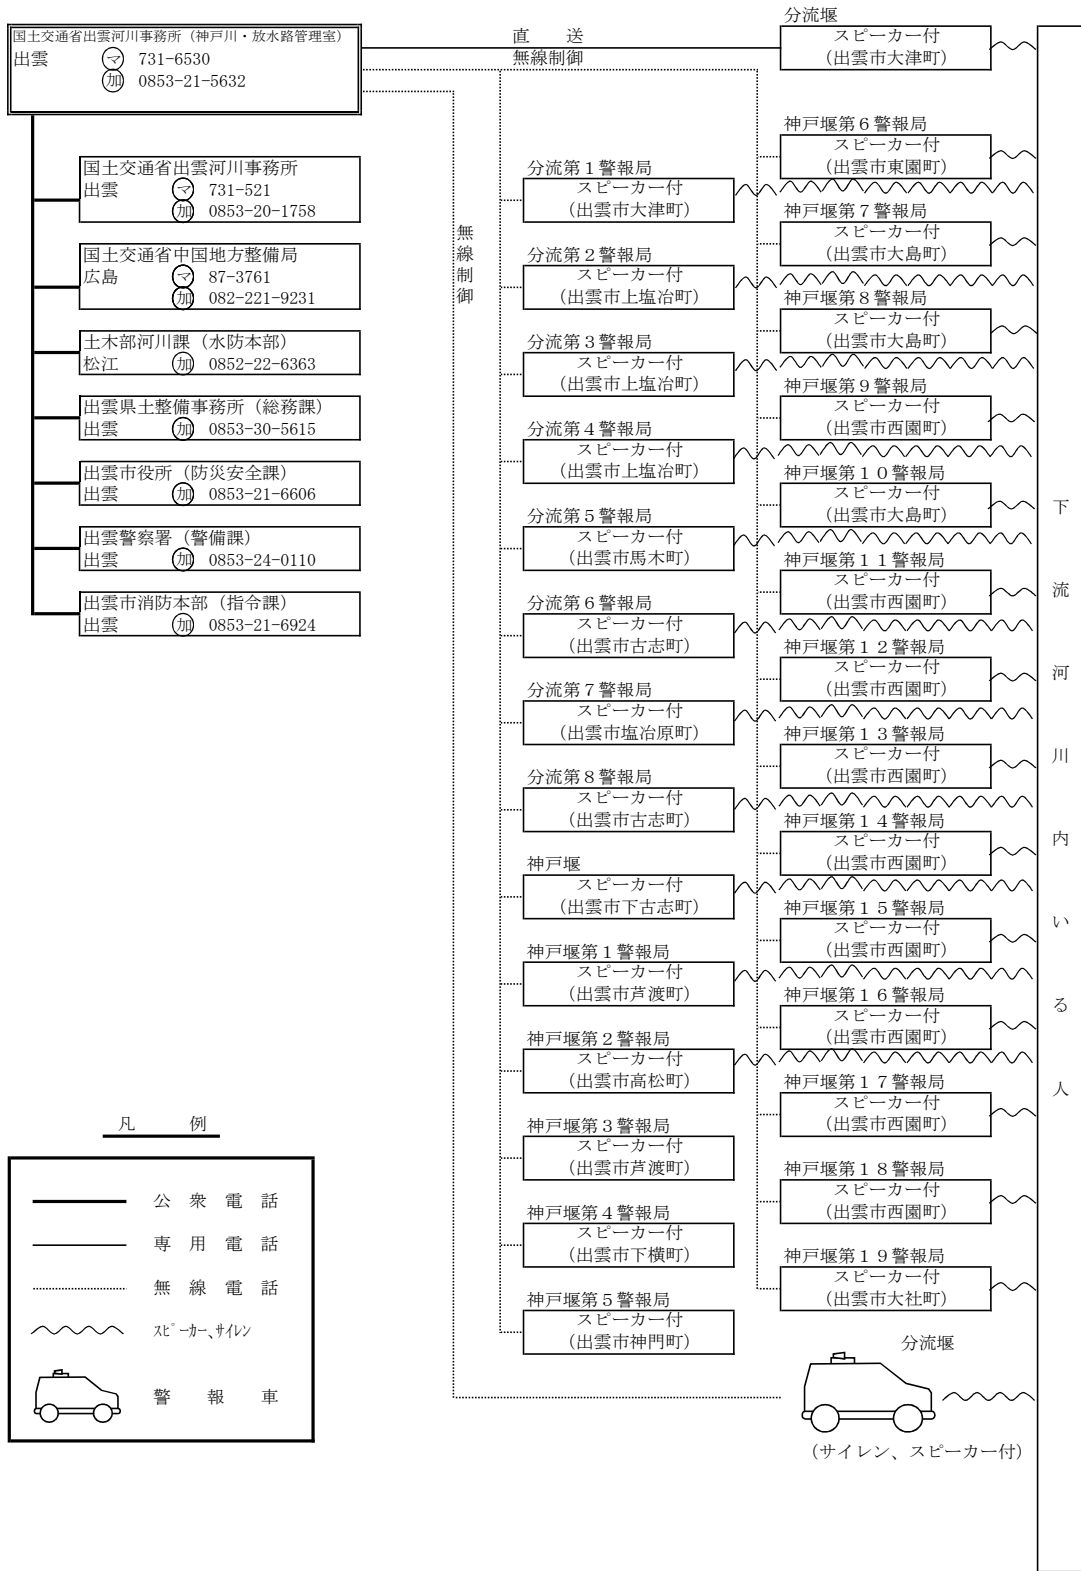 国土交通省出雲河川事務所（神戸川・放水路管理室）
出雲 マ 731-6530
加 0853-21-5632
国土交通省出雲河川事務所
出雲 マ 731-521
加 0853-20-1758
国土交通省中国地方整備局
広島 マ 87-3761
加 082-221-9231
土木部河川課（水防本部）
松江 加 0852-22-6363
出雲県土整備事務所（総務課）
出雲 加 0853-30-5615
出雲市役所（防災安全課）
出雲 加 0853-21-6606
出雲警察署（警備課）
出雲 加 0853-24-0110
出雲市消防本部（指令課）
出雲 加 0853-21-6924
直 送
無線制御
無線制御
分流第１警報局
スピーカー付
（出雲市大津町）
分流第２警報局
スピーカー付
（出雲市上塩冶町）
分流第３警報局
スピーカー付
（出雲市上塩冶町）
分流第４警報局
スピーカー付
（出雲市上塩冶町）
分流第５警報局
スピーカー付
（出雲市馬木町）
分流第６警報局
スピーカー付
（出雲市古志町）
分流第７警報局
スピーカー付
（出雲市塩冶原町）
分流第８警報局
スピーカー付
（出雲市古志町）
神戸堰
スピーカー付
（出雲市下古志町）
神戸堰第１警報局
スピーカー付
（出雲市芦渡町）
神戸堰第２警報局
スピーカー付
（出雲市高松町）
神戸堰第３警報局
スピーカー付
（出雲市芦渡町）
神戸堰第４警報局
スピーカー付
（出雲市下横町）
神戸堰第５警報局
スピーカー付
（出雲市神門町）
分流堰
スピーカー付
（出雲市大津町）
神戸堰第６警報局
スピーカー付
（出雲市東園町）
神戸堰第７警報局
スピーカー付
（出雲市大島町）
神戸堰第８警報局
スピーカー付
（出雲市大島町）
神戸堰第９警報局
スピーカー付
（出雲市西園町）
神戸堰第１０警報局
スピーカー付
（出雲市大島町）
神戸堰第１１警報局
スピーカー付
（出雲市西園町）
神戸堰第１２警報局
スピーカー付
（出雲市西園町）
神戸堰第１３警報局
スピーカー付
（出雲市西園町）
神戸堰第１４警報局
スピーカー付
（出雲市西園町）
神戸堰第１５警報局
スピーカー付
（出雲市西園町）
神戸堰第１６警報局
スピーカー付
（出雲市西園町）
神戸堰第１７警報局
スピーカー付
（出雲市西園町）
神戸堰第１８警報局
スピーカー付
（出雲市西園町）
神戸堰第１９警報局
スピーカー付
（出雲市大社町）
分流堰
（サイレン、スピーカー付）
下流河川内いる人
凡 例
公 衆 電 話
専 用 電 話
無 線 電 話
ｽﾋﾟｰｶｰ､ｻｲﾚﾝ
警 報 車